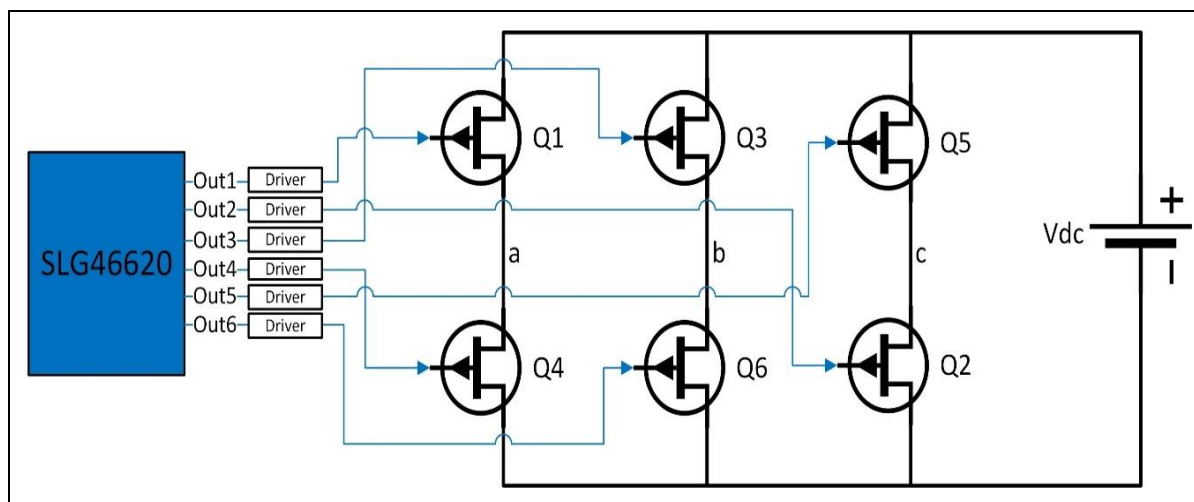 SLG46620
Out1
Driver
Out2
Driver
Out3
Driver
Out4
Driver
Out5
Driver
Out6
Driver
Q1
Q3
Q5
a
b
c
Vdc
+
−
Q4
Q6
Q2